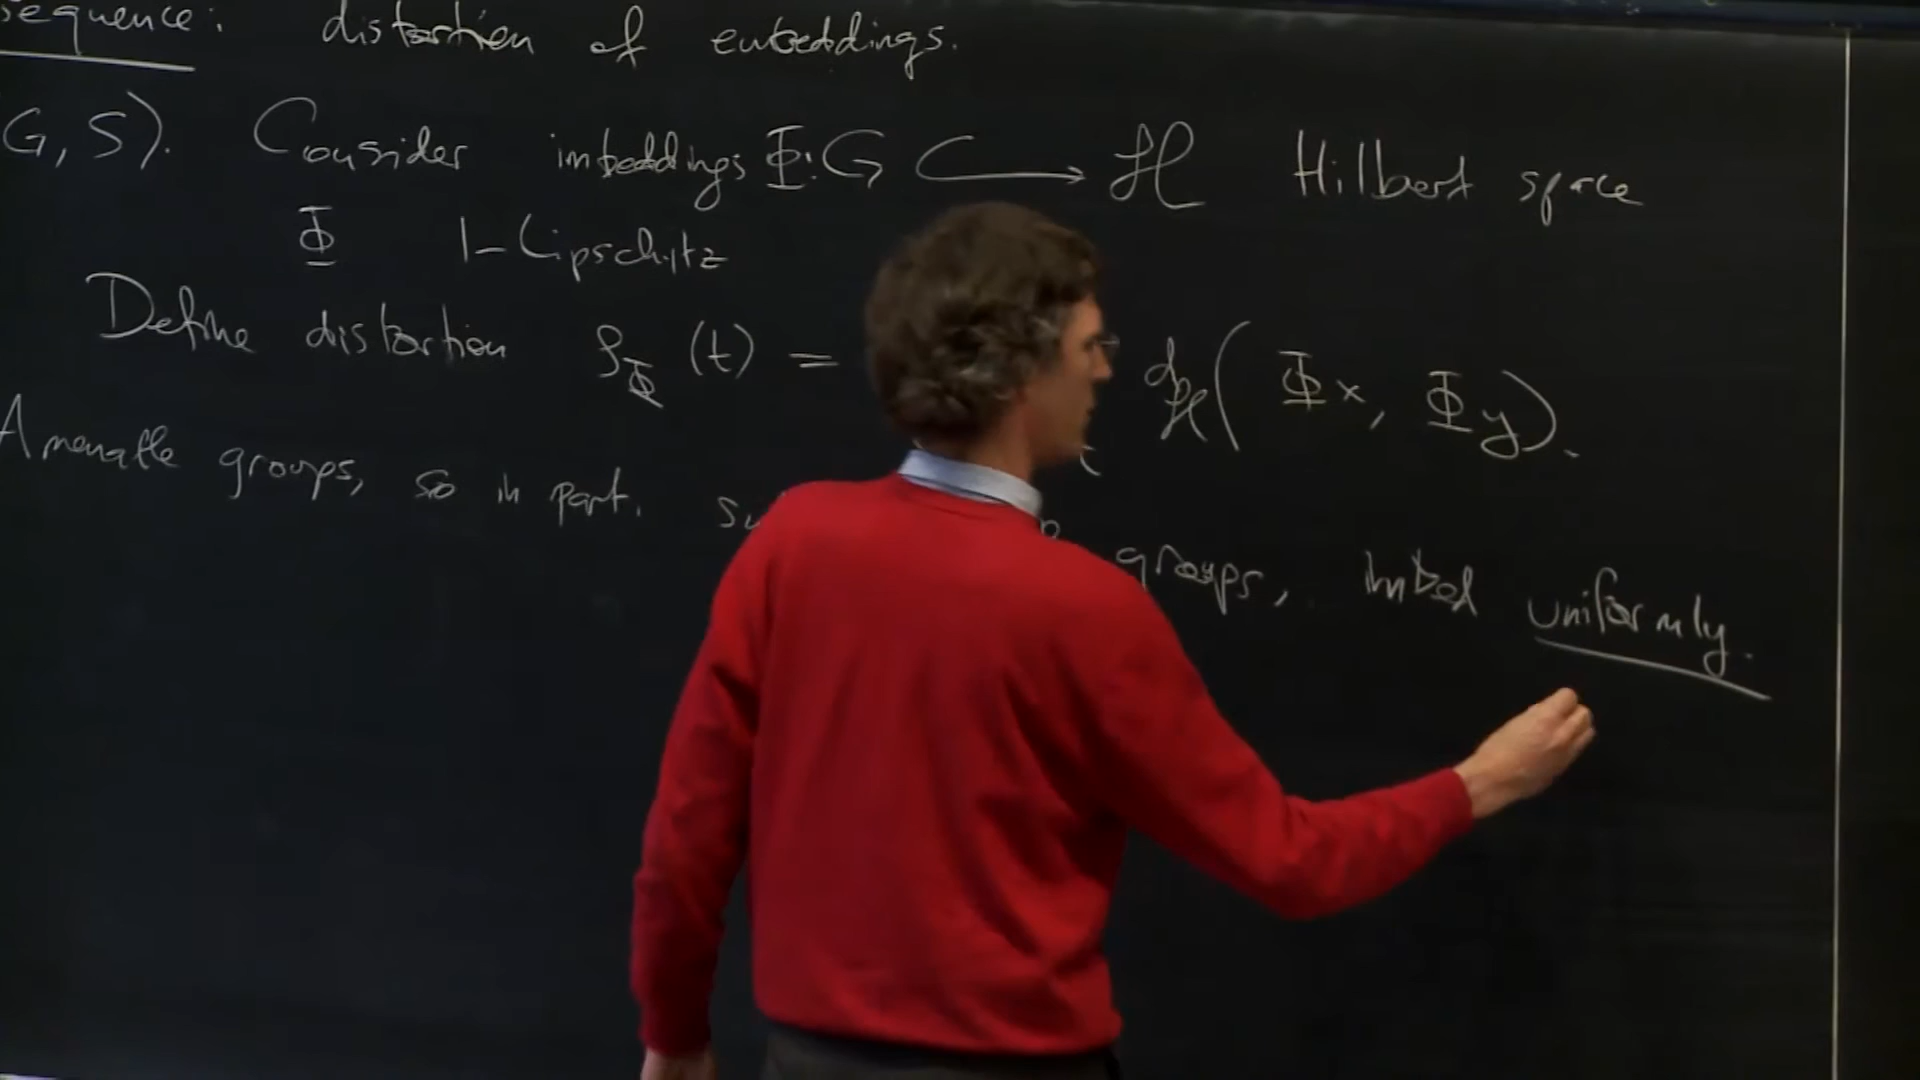 sequence: distortion of embeddings.
G, S). Consider imbeddings Φ: G ↪ ℋ Hilbert space
Φ 1-Lipschitz
Define distortion ρ_Φ (t) = d_ℋ( Φx, Φy).
Amenable groups, so in part. groups, imbed uniformly.